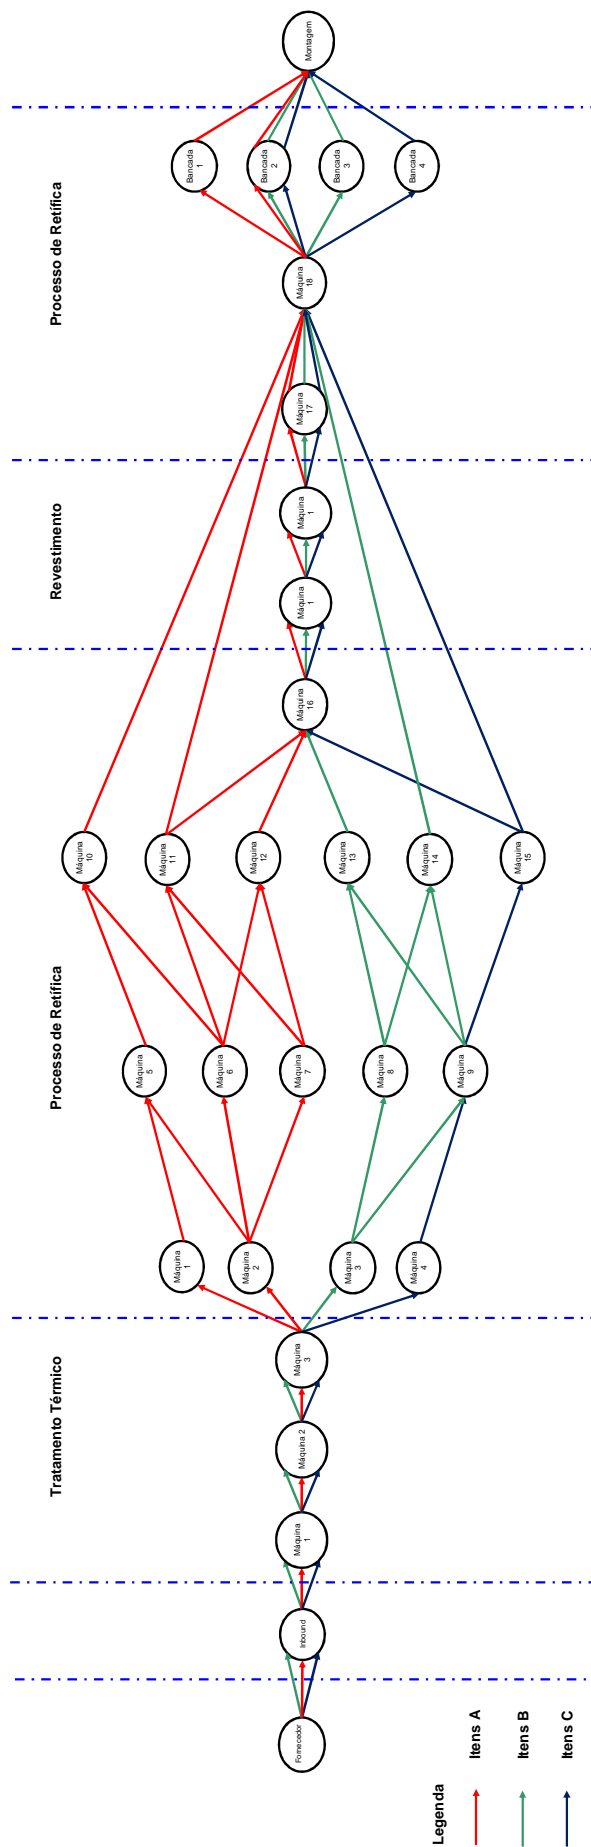 Fornecedor
Inbound
Tratamento Térmico
Máquina
1
Máquina 2
Máquina
3
Processo de Retífica
Máquina
1
Máquina
2
Máquina
3
Máquina
4
Máquina
5
Máquina
6
Máquina
7
Máquina
8
Máquina
9
Máquina
10
Máquina
11
Máquina
12
Máquina
13
Máquina
14
Máquina
15
Máquina
16
Revestimento
Máquina
1
Máquina
1
Processo de Retífica
Máquina
17
Máquina
18
Bancada
1
Bancada
2
Bancada
3
Bancada
4
Montagem
Legenda
Itens A
Itens B
Itens C